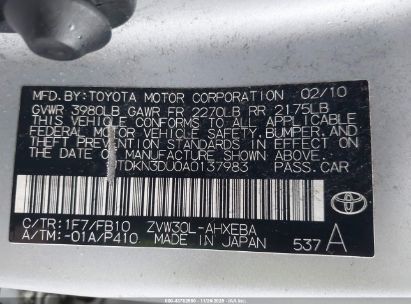 MFD.BY:TOYOTA MOTOR CORPORATION 02/10
GVWR 3980LB GAWR FR 2270LB RR 2175LB
THIS VEHICLE CONFORMS TO ALL APPLICABLE
FEDERAL MOTOR VEHICLE SAFETY,BUMPER,AND
THEFT PREVENTION STANDARDS IN EFFECT ON
THE DATE OF MANUFACTURE SHOWN ABOVE.
JTDKN3DU0A0137983 PASS.CAR
C/TR:1F7/FB10 ZVW30L-AHXEBA
A/TM:-01A/P410 MADE IN JAPAN
537 A